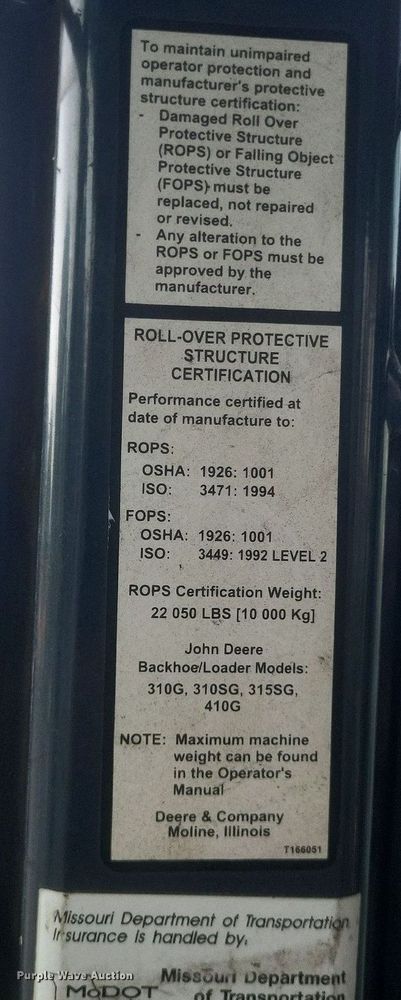 To maintain unimpaired
operator protection and
manufacturer's protective
structure certification:
- Damaged Roll Over
Protective Structure
(ROPS) or Falling Object
Protective Structure
(FOPS) must be
replaced, not repaired
or revised.
- Any alteration to the
ROPS or FOPS must be
approved by the
manufacturer.
ROLL-OVER PROTECTIVE
STRUCTURE
CERTIFICATION
Performance certified at
date of manufacture to:
ROPS:
OSHA: 1926: 1001
ISO: 3471: 1994
FOPS:
OSHA: 1926: 1001
ISO: 3449: 1992 LEVEL 2
ROPS Certification Weight:
22 050 LBS [10 000 Kg]
John Deere
Backhoe/Loader Models:
310G, 310SG, 315SG,
410G
NOTE: Maximum machine
weight can be found
in the Operator's
Manual
Deere & Company
Moline, Illinois
T166051
Missouri Department of Transportation
Insurance is handled by:
Missouri Department
MoDOT of Transportation
Purple Wave Auction